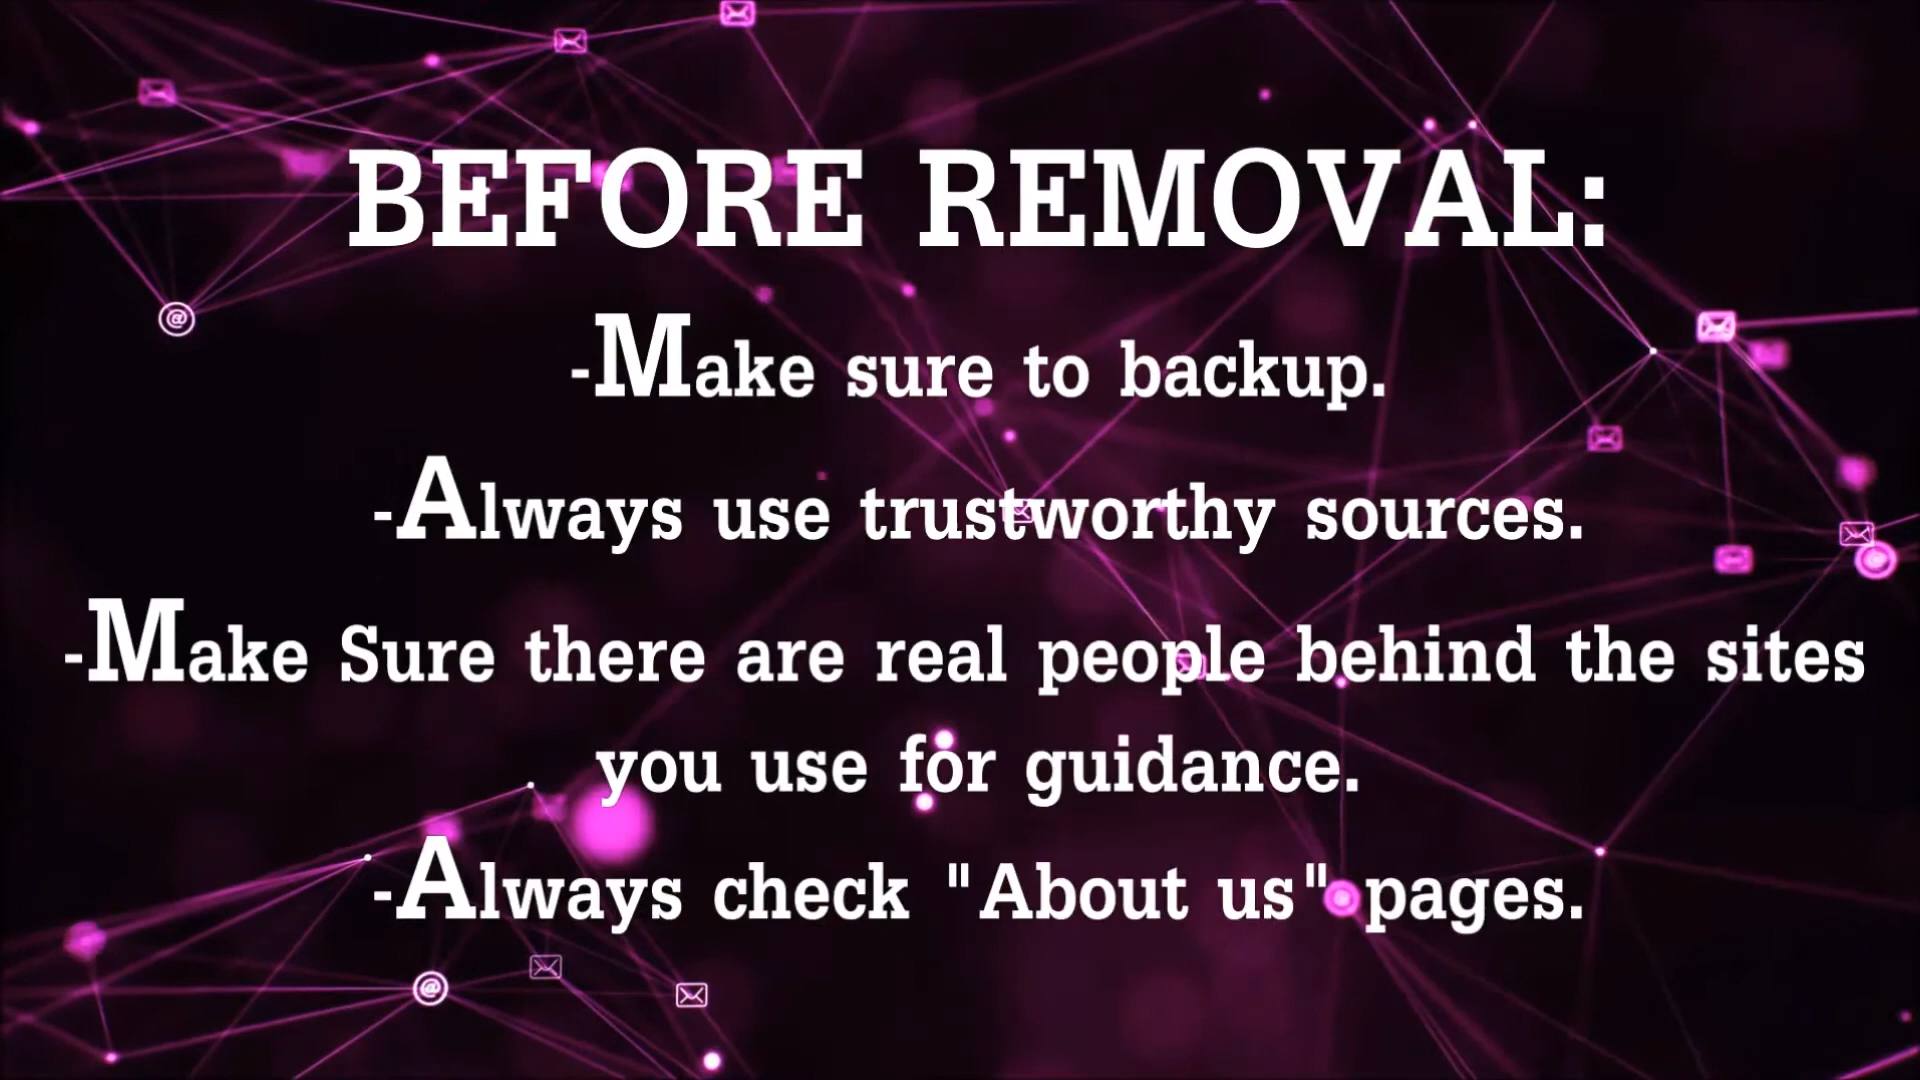 BEFORE REMOVAL:
-Make sure to backup.
-Always use trustworthy sources.
-Make Sure there are real people behind the sites
you use for guidance.
-Always check "About us" pages.